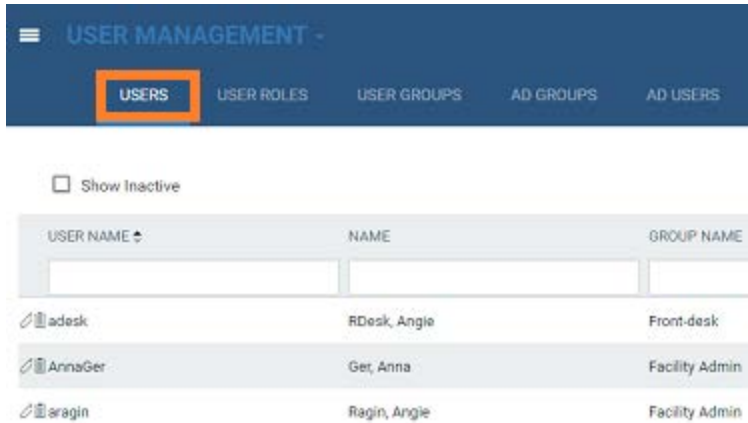 USER MANAGEMENT -
USERS USER ROLES USER GROUPS AD GROUPS AD USERS
Show Inactive
USER NAME NAME GROUP NAME
adesk RDesk, Angie Front-desk
AnnaGer Ger, Anna Facility Admin
aragin Ragin, Angie Facility Admin